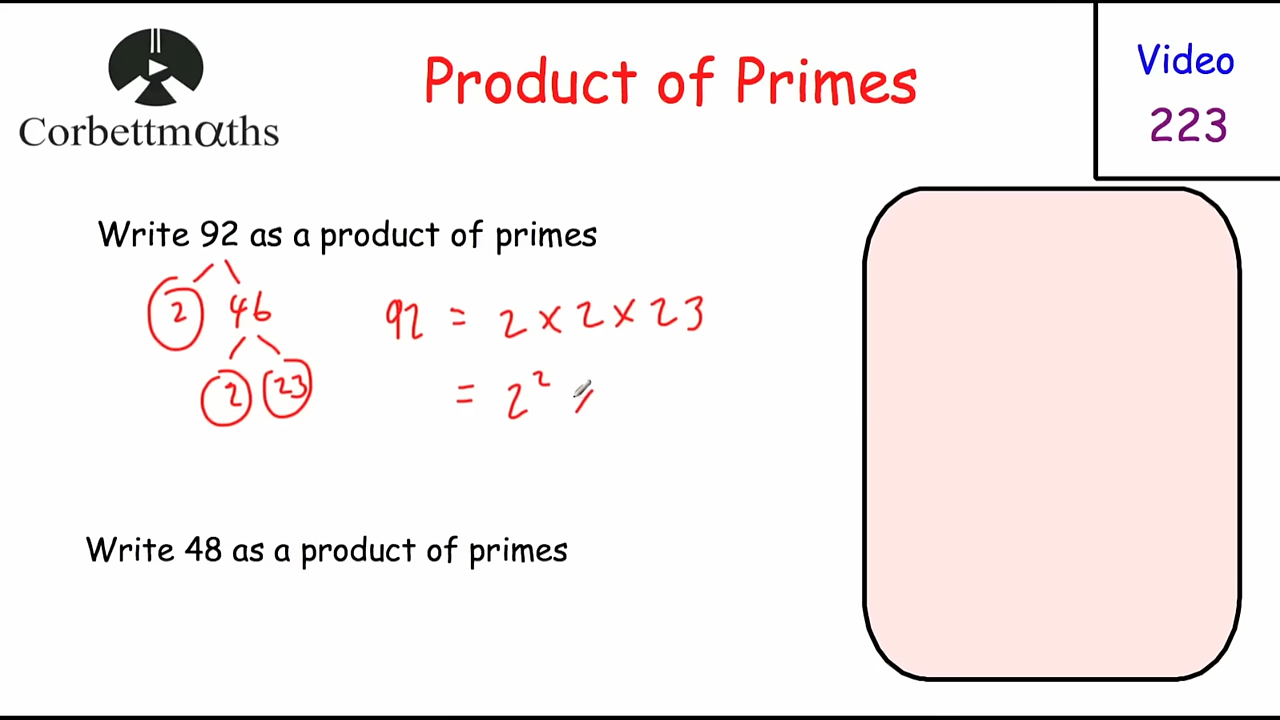 Corbettmαths
Product of Primes
Video
223
Write 92 as a product of primes
2 46
2 23
92 = 2 × 2 × 23
= 2²
Write 48 as a product of primes